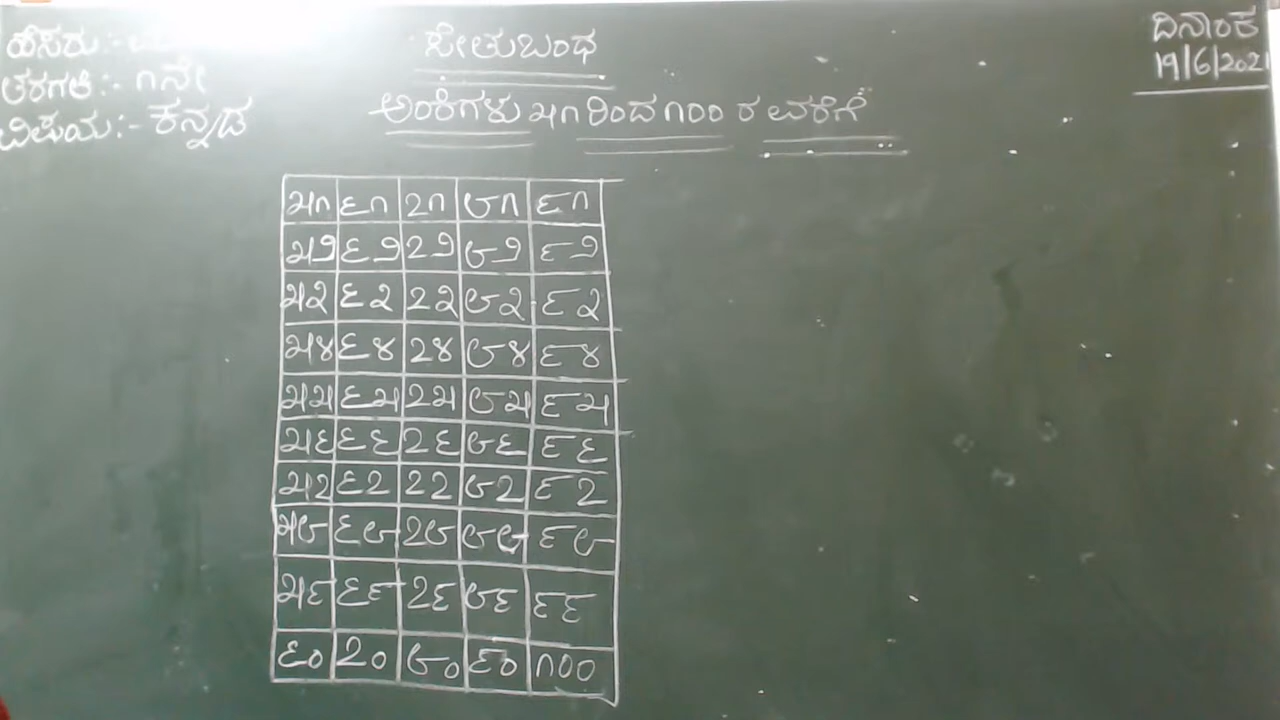 ಹೆಸರು:-
ಸೇತುಬಂಧ
ದಿನಾಂಕ
19/6/2021
ತರಗತಿ:- ೧ನೇ
ವಿಷಯ:- ಕನ್ನಡ
ಅಂಕಿಗಳು ೫೧ರಿಂದ ೧೦೦ ರ ವರೆಗೆ
೫೧ ೬೧ ೭೧ ೮೧ ೯೧
೫೨ ೬೨ ೭೨ ೮೨ ೯೨
೫೩ ೬೩ ೭೩ ೮೩ ೯೩
೫೪ ೬೪ ೭೪ ೮೪ ೯೪
೫೫ ೬೫ ೭೫ ೮೫ ೯೫
೫೬ ೬೬ ೭೬ ೮೬ ೯೬
೫೭ ೬೭ ೭೭ ೮೭ ೯೭
೫೮ ೬೮ ೭೮ ೮೮ ೯೮
೫೯ ೬೯ ೭೯ ೮೯ ೯೯
೬೦ ೭೦ ೮೦ ೯೦ ೧೦೦